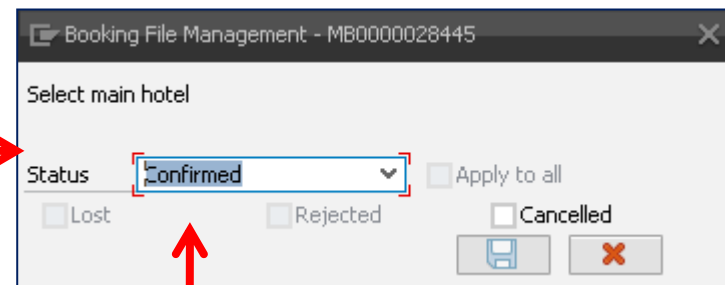 Booking File Management - MB0000028445
Select main hotel
Status Confirmed Apply to all
Lost Rejected Cancelled